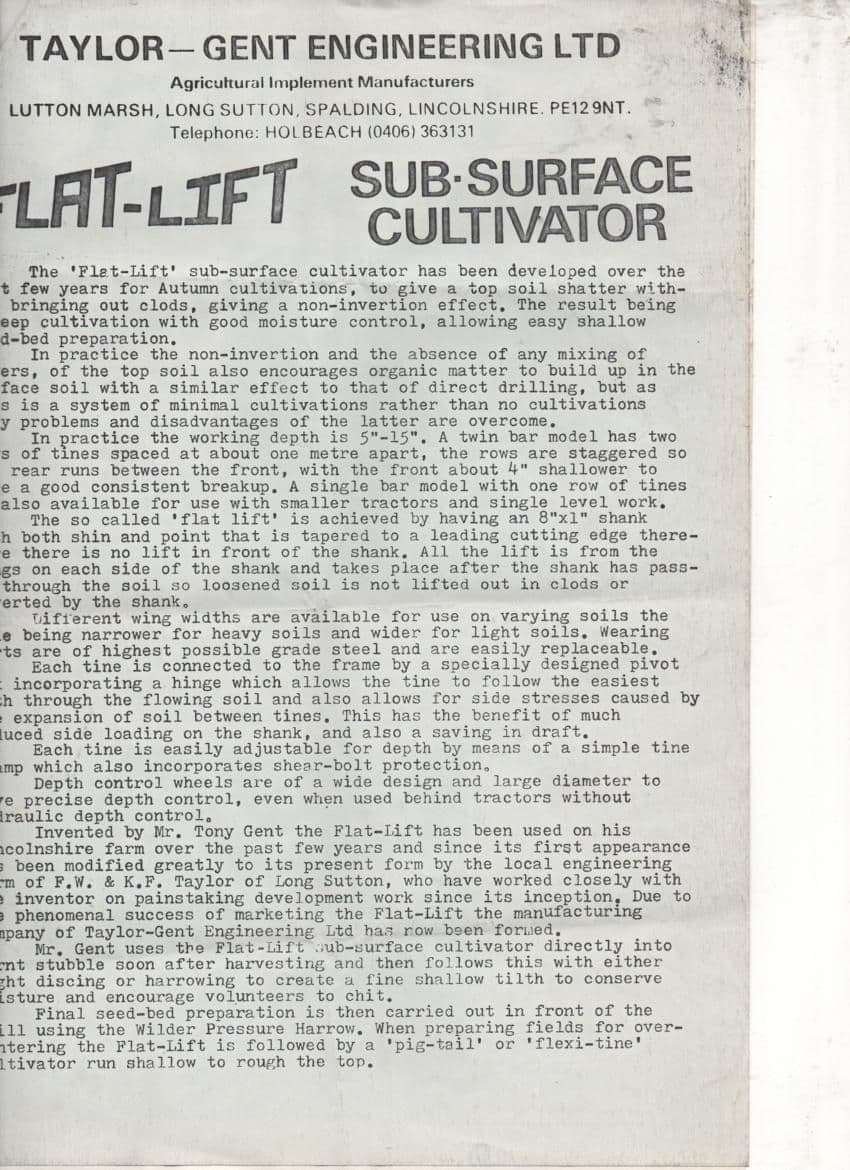 TAYLOR — GENT ENGINEERING LTD
Agricultural Implement Manufacturers
LUTTON MARSH, LONG SUTTON, SPALDING, LINCOLNSHIRE. PE12 9NT.
Telephone: HOLBEACH (0406) 363131
FLAT-LIFT SUB-SURFACE
CULTIVATOR
The 'Flat-Lift' sub-surface cultivator has been developed over the
t few years for Autumn cultivations, to give a top soil shatter with-
bringing out clods, giving a non-invertion effect. The result being
eep cultivation with good moisture control, allowing easy shallow
d-bed preparation.
In practice the non-invertion and the absence of any mixing of
ers, of the top soil also encourages organic matter to build up in the
face soil with a similar effect to that of direct drilling, but as
s is a system of minimal cultivations rather than no cultivations
y problems and disadvantages of the latter are overcome.
In practice the working depth is 5"-15". A twin bar model has two
s of tines spaced at about one metre apart, the rows are staggered so
rear runs between the front, with the front about 4" shallower to
e a good consistent breakup. A single bar model with one row of tines
also available for use with smaller tractors and single level work.
The so called 'flat lift' is achieved by having an 8"x1" shank
h both shin and point that is tapered to a leading cutting edge there-
e there is no lift in front of the shank. All the lift is from the
gs on each side of the shank and takes place after the shank has pass-
through the soil so loosened soil is not lifted out in clods or
erted by the shank.
Different wing widths are available for use on varying soils the
e being narrower for heavy soils and wider for light soils. Wearing
ts are of highest possible grade steel and are easily replaceable.
Each tine is connected to the frame by a specially designed pivot
incorporating a hinge which allows the tine to follow the easiest
h through the flowing soil and also allows for side stresses caused by
expansion of soil between tines. This has the benefit of much
uced side loading on the shank, and also a saving in draft.
Each tine is easily adjustable for depth by means of a simple tine
mp which also incorporates shear-bolt protection.
Depth control wheels are of a wide design and large diameter to
e precise depth control, even when used behind tractors without
draulic depth control.
Invented by Mr. Tony Gent the Flat-Lift has been used on his
ncolnshire farm over the past few years and since its first appearance
s been modified greatly to its present form by the local engineering
rm of F.W. & K.F. Taylor of Long Sutton, who have worked closely with
e inventor on painstaking development work since its inception. Due to
e phenomenal success of marketing the Flat-Lift the manufacturing
mpany of Taylor-Gent Engineering Ltd has now been formed.
Mr. Gent uses the Flat-Lift sub-surface cultivator directly into
rnt stubble soon after harvesting and then follows this with either
ght discing or harrowing to create a fine shallow tilth to conserve
isture and encourage volunteers to chit.
Final seed-bed preparation is then carried out in front of the
ill using the Wilder Pressure Harrow. When preparing fields for over-
ntering the Flat-Lift is followed by a 'pig-tail' or 'flexi-tine'
ltivator run shallow to rough the top.